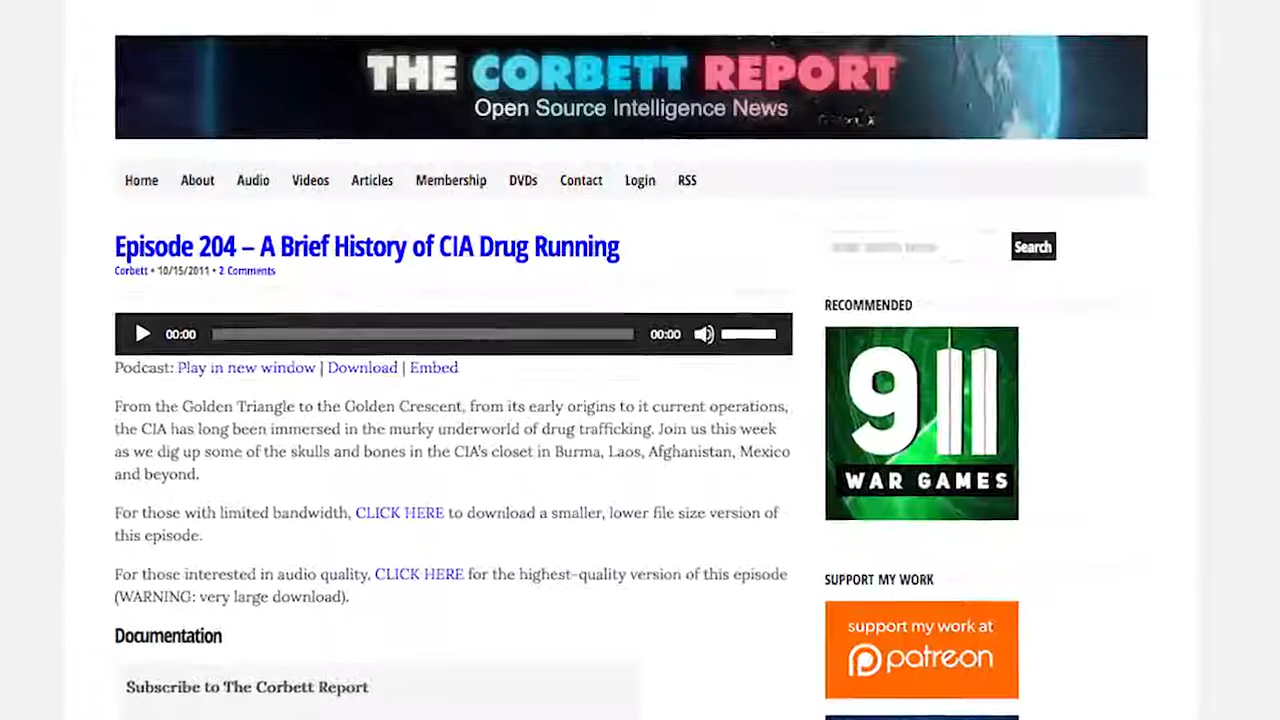 THE CORBETT REPORT
Open Source Intelligence News
Home About Audio Videos Articles Membership DVDs Contact Login RSS
Episode 204 – A Brief History of CIA Drug Running
Corbett • 10/15/2011 • 2 Comments
Search
RECOMMENDED
00:00 00:00
Podcast: Play in new window | Download | Embed
From the Golden Triangle to the Golden Crescent, from its early origins to it current operations,
the CIA has long been immersed in the murky underworld of drug trafficking. Join us this week
as we dig up some of the skulls and bones in the CIA's closet in Burma, Laos, Afghanistan, Mexico
and beyond.
For those with limited bandwidth, CLICK HERE to download a smaller, lower file size version of
this episode.
For those interested in audio quality, CLICK HERE for the highest-quality version of this episode
(WARNING: very large download).
Documentation
Subscribe to The Corbett Report
911
WAR GAMES
SUPPORT MY WORK
support my work at
patreon